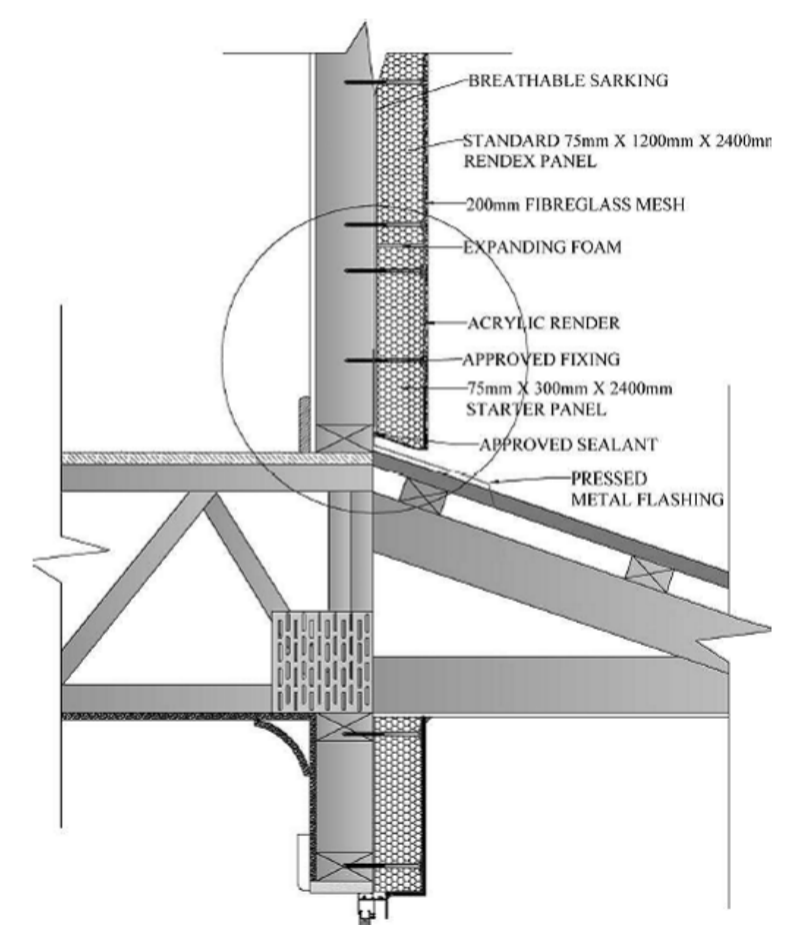 BREATHABLE SARKING
STANDARD 75mm X 1200mm X 2400mm
RENDEX PANEL
200mm FIBREGLASS MESH
EXPANDING FOAM
ACRYLIC RENDER
APPROVED FIXING
75mm X 300mm X 2400mm
STARTER PANEL
APPROVED SEALANT
PRESSED
METAL FLASHING